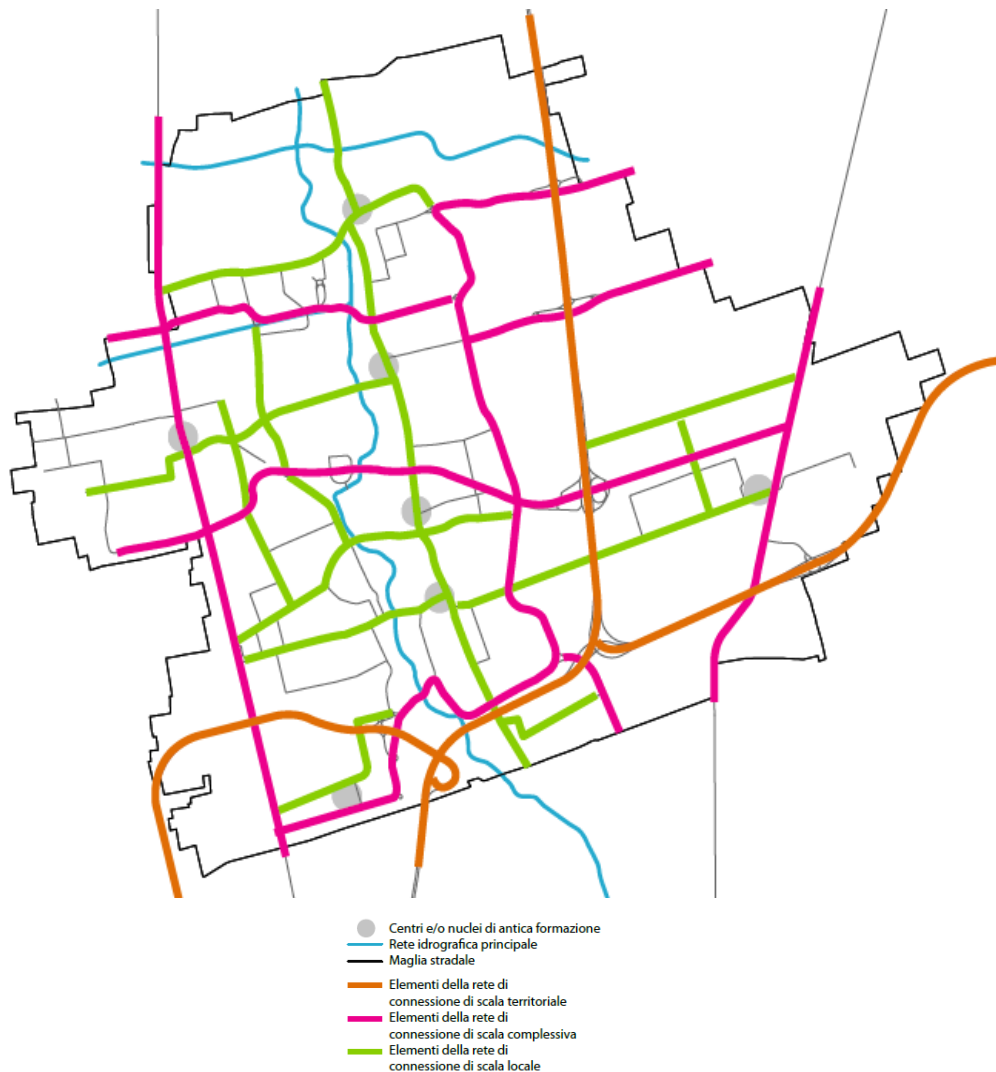 Centri e/o nuclei di antica formazione
Rete idrografica principale
Maglia stradale
Elementi della rete di
connessione di scala territoriale
Elementi della rete di
connessione di scala complessiva
Elementi della rete di
connessione di scala locale